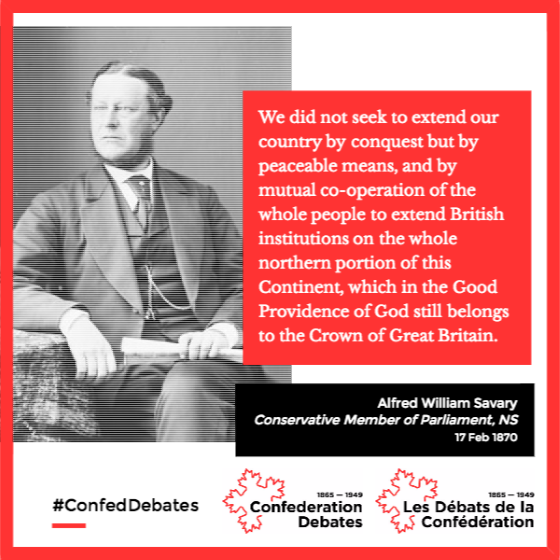 We did not seek to extend our
country by conquest but by
peaceable means, and by
mutual co-operation of the
whole people to extend British
institutions on the whole
northern portion of this
Continent, which in the Good
Providence of God still belongs
to the Crown of Great Britain.
Alfred William Savary
Conservative Member of Parliament, NS
17 Feb 1870
#ConfedDebates
1865 — 1949
Confederation
Debates
1865 — 1949
Les Débats de la
Confédération